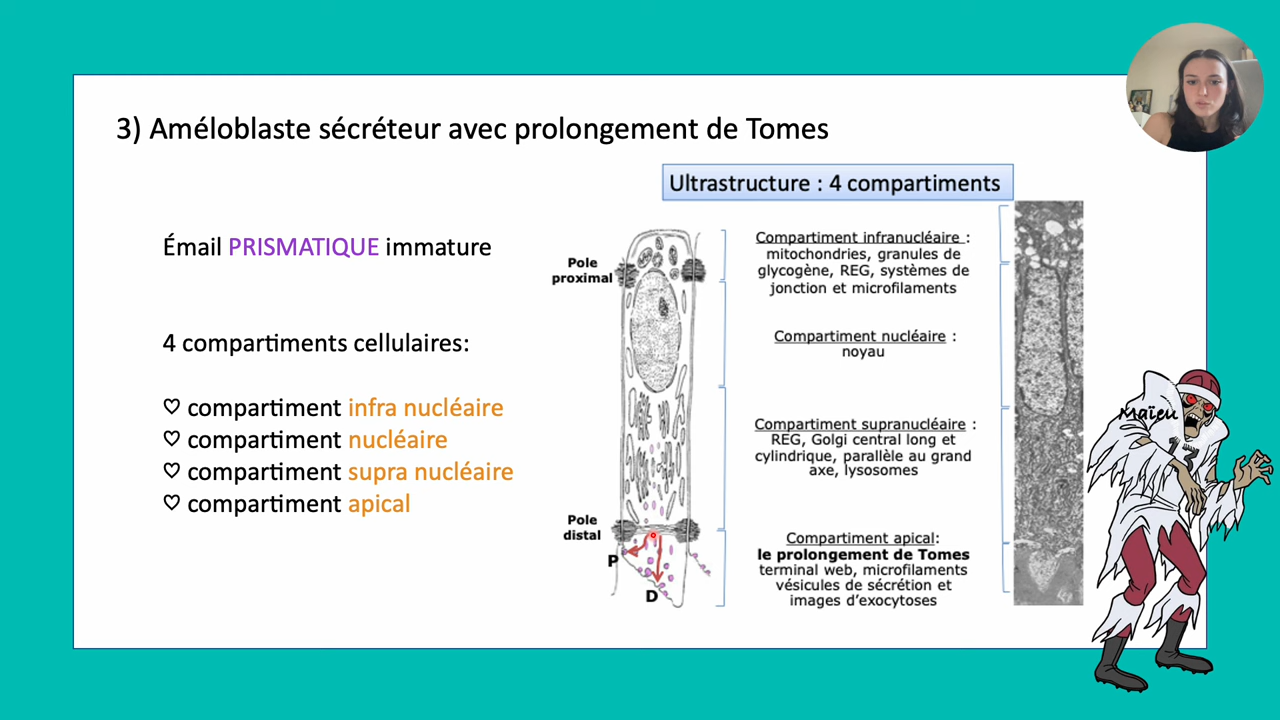 3) Améloblaste sécréteur avec prolongement de Tomes
Ultrastructure : 4 compartiments
Émail PRISMATIQUE immature
4 compartiments cellulaires:
♡ compartiment infra nucléaire
♡ compartiment nucléaire
♡ compartiment supra nucléaire
♡ compartiment apical
Pole
proximal
Pole
distal
P
D
Compartiment infranucléaire :
mitochondries, granules de
glycogène, REG, systèmes de
jonction et microfilaments
Compartiment nucléaire :
noyau
Compartiment supranucléaire :
REG, Golgi central long et
cylindrique, parallèle au grand
axe, lysosomes
Compartiment apical:
le prolongement de Tomes
terminal web, microfilaments
vésicules de sécrétion et
images d'exocytoses
Maïeu
13